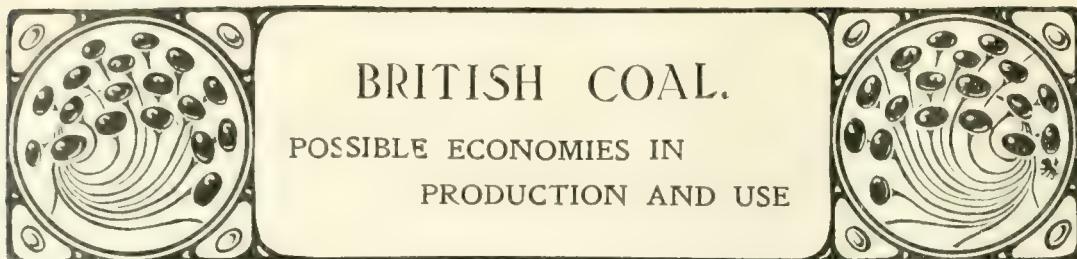 BRITISH COAL.
POSSIBLE ECONOMIES IN
PRODUCTION AND USE